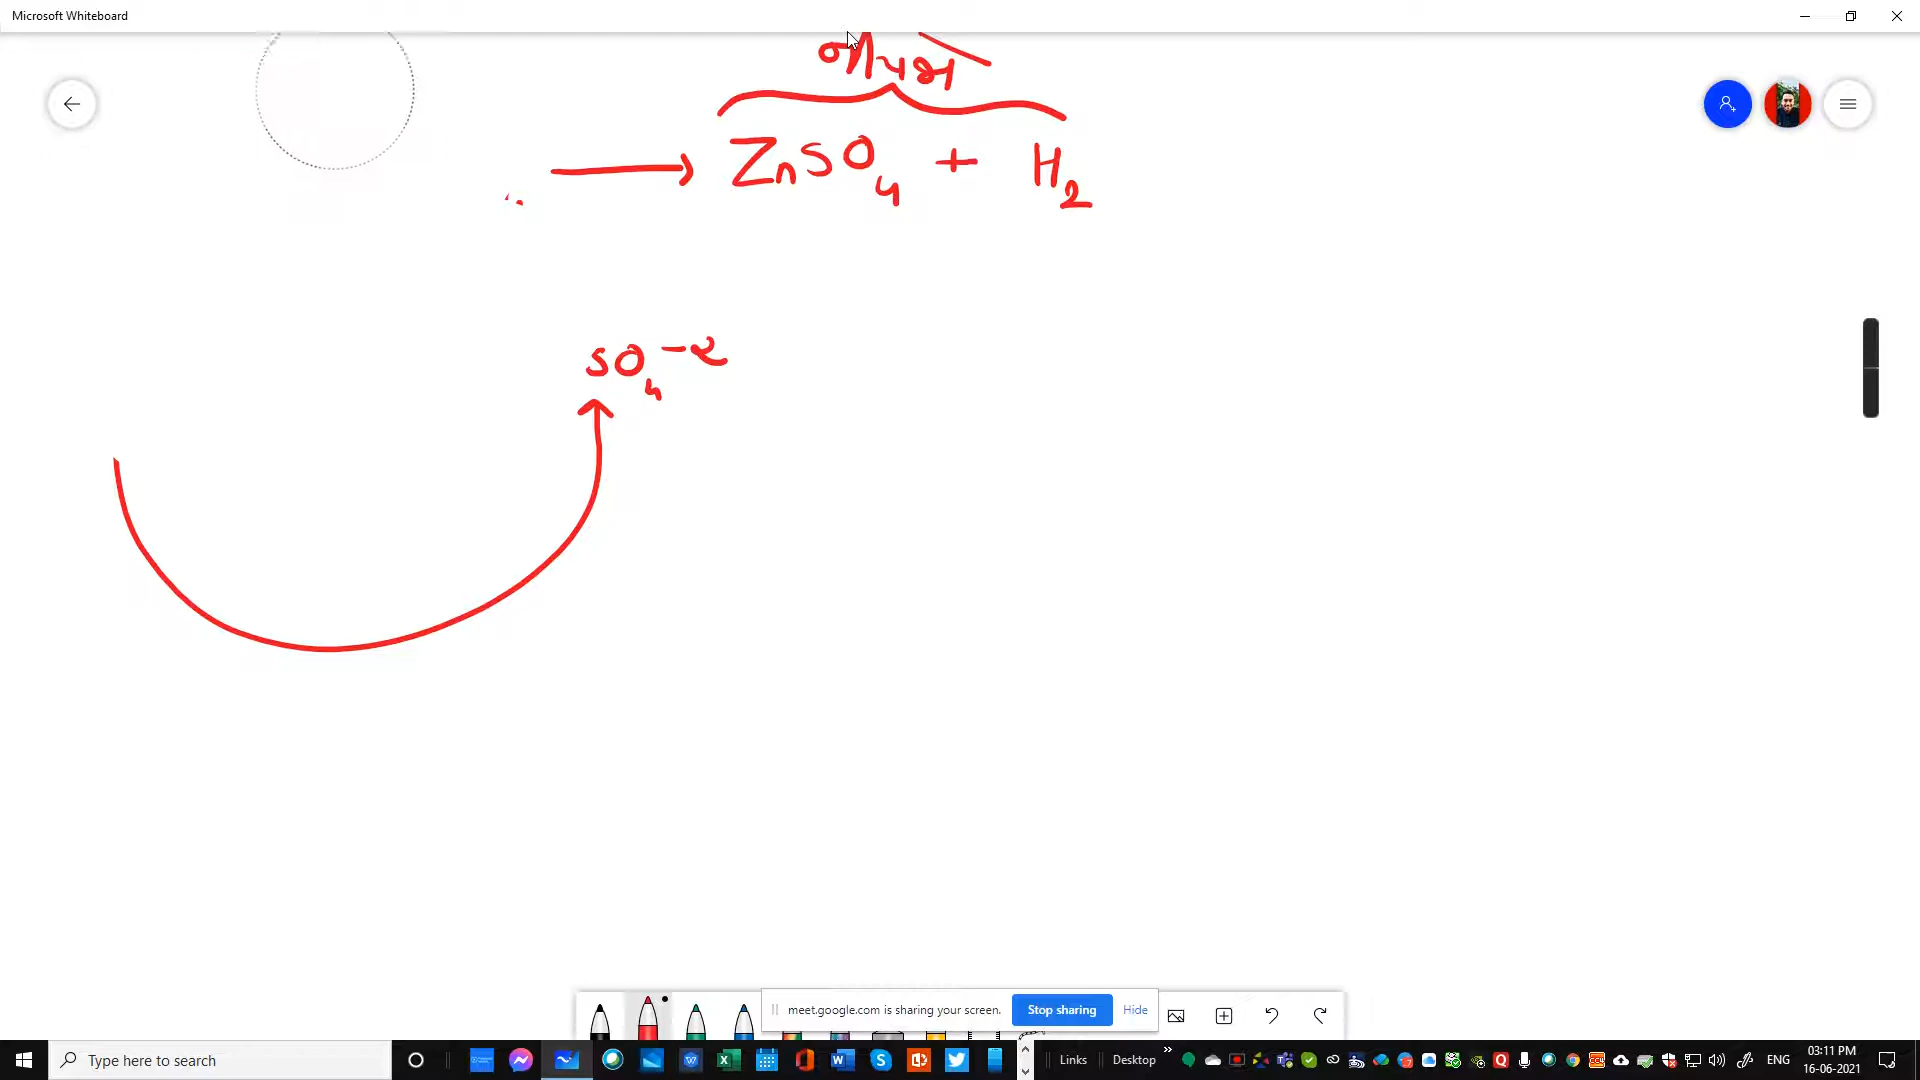 Microsoft Whiteboard
⟶ ZnSO₄ + H₂
SO₄⁻²
meet.google.com is sharing your screen.
Stop sharing
Hide
Type here to search
Links
Desktop
ENG
03:11 PM
16-06-2021